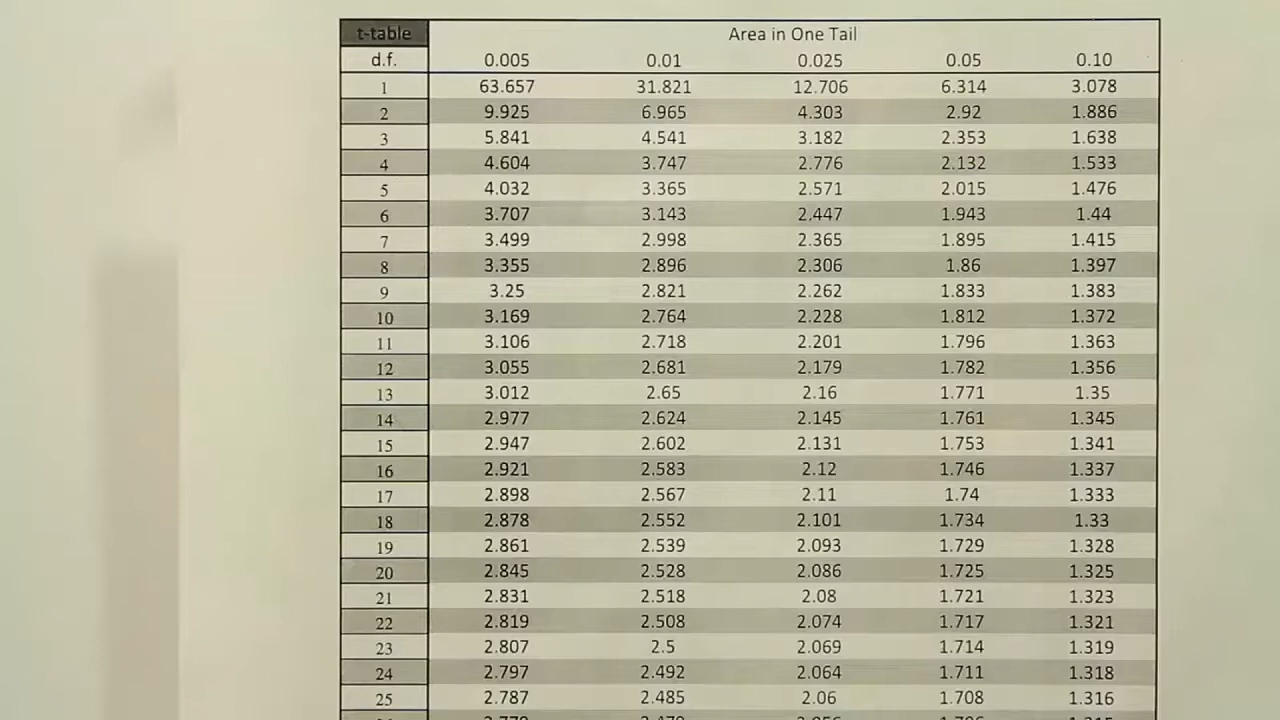 t-table Area in One Tail
d.f. 0.005 0.01 0.025 0.05 0.10
1 63.657 31.821 12.706 6.314 3.078
2 9.925 6.965 4.303 2.92 1.886
3 5.841 4.541 3.182 2.353 1.638
4 4.604 3.747 2.776 2.132 1.533
5 4.032 3.365 2.571 2.015 1.476
6 3.707 3.143 2.447 1.943 1.44
7 3.499 2.998 2.365 1.895 1.415
8 3.355 2.896 2.306 1.86 1.397
9 3.25 2.821 2.262 1.833 1.383
10 3.169 2.764 2.228 1.812 1.372
11 3.106 2.718 2.201 1.796 1.363
12 3.055 2.681 2.179 1.782 1.356
13 3.012 2.65 2.16 1.771 1.35
14 2.977 2.624 2.145 1.761 1.345
15 2.947 2.602 2.131 1.753 1.341
16 2.921 2.583 2.12 1.746 1.337
17 2.898 2.567 2.11 1.74 1.333
18 2.878 2.552 2.101 1.734 1.33
19 2.861 2.539 2.093 1.729 1.328
20 2.845 2.528 2.086 1.725 1.325
21 2.831 2.518 2.08 1.721 1.323
22 2.819 2.508 2.074 1.717 1.321
23 2.807 2.5 2.069 1.714 1.319
24 2.797 2.492 2.064 1.711 1.318
25 2.787 2.485 2.06 1.708 1.316